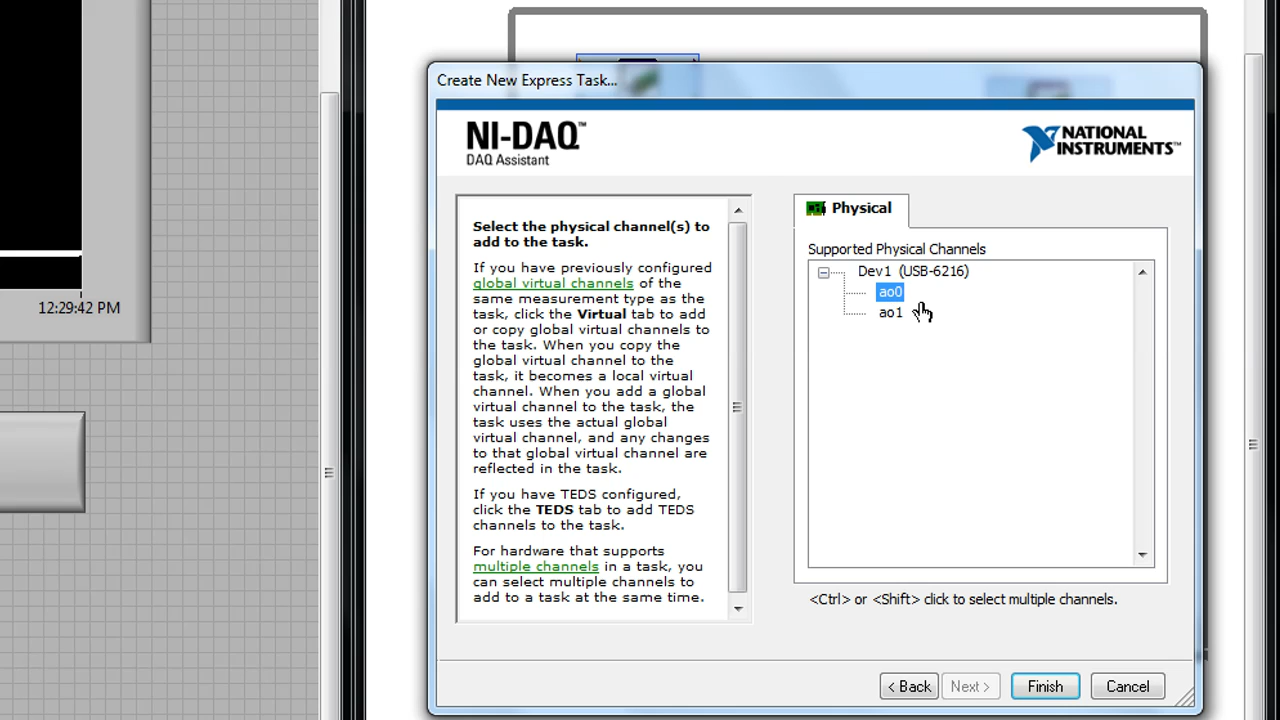 Create New Express Task...
NI-DAQ™
DAQ Assistant
NATIONAL
INSTRUMENTS™
Select the physical channel(s) to
add to the task.
If you have previously configured
global virtual channels of the
same measurement type as the
task, click the Virtual tab to add
or copy global virtual channels to
the task. When you copy the
global virtual channel to the
task, it becomes a local virtual
channel. When you add a global
virtual channel to the task, the
task uses the actual global
virtual channel, and any changes
to that global virtual channel are
reflected in the task.
If you have TEDS configured,
click the TEDS tab to add TEDS
channels to the task.
For hardware that supports
multiple channels in a task, you
can select multiple channels to
add to a task at the same time.
Physical
Supported Physical Channels
Dev1 (USB-6216)
ao0
ao1
<Ctrl> or <Shift> click to select multiple channels.
< Back
Next >
Finish
Cancel
12:29:42 PM